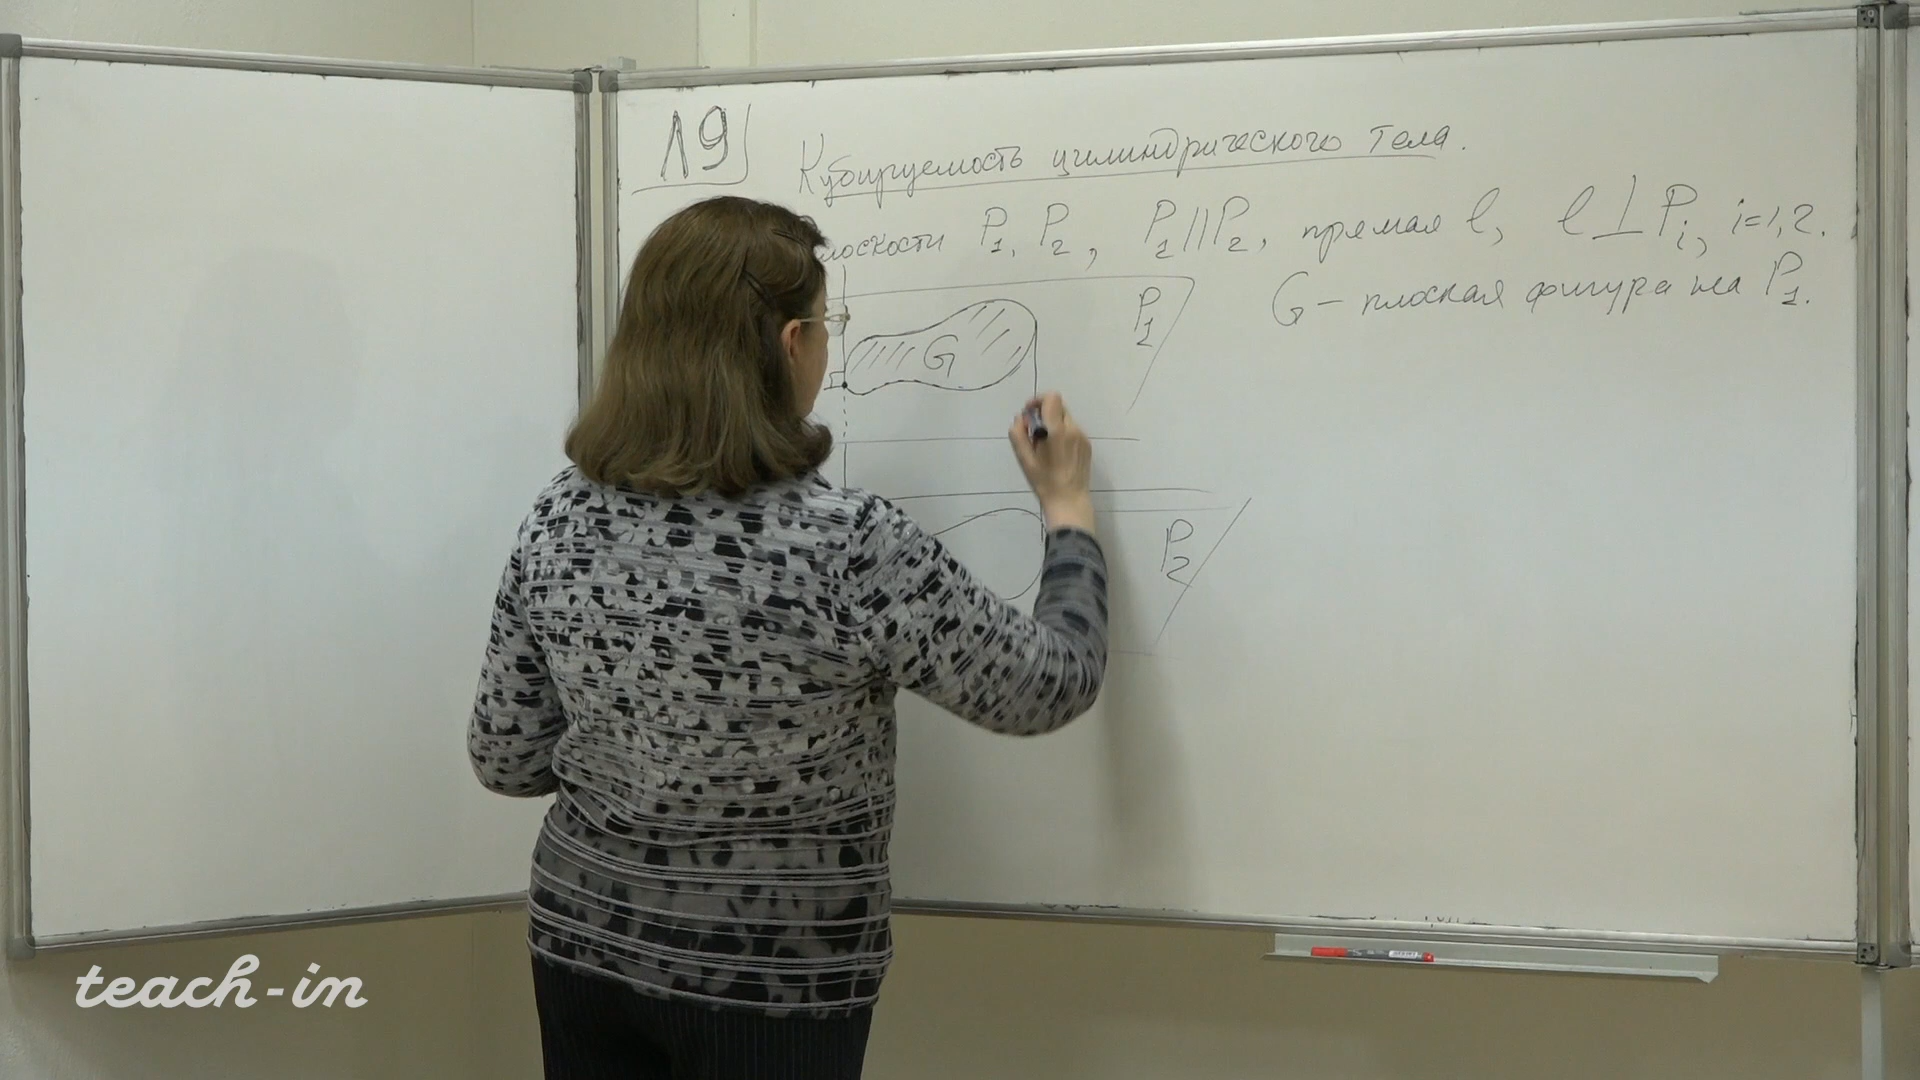 Л9
Кубируемость цилиндрического тела.
плоскости P₁, P₂, P₁ || P₂, прямая l, l ⊥ Pᵢ, i=1,2.
G – плоская фигура на P₁.
P₁
G
P₂
teach-in